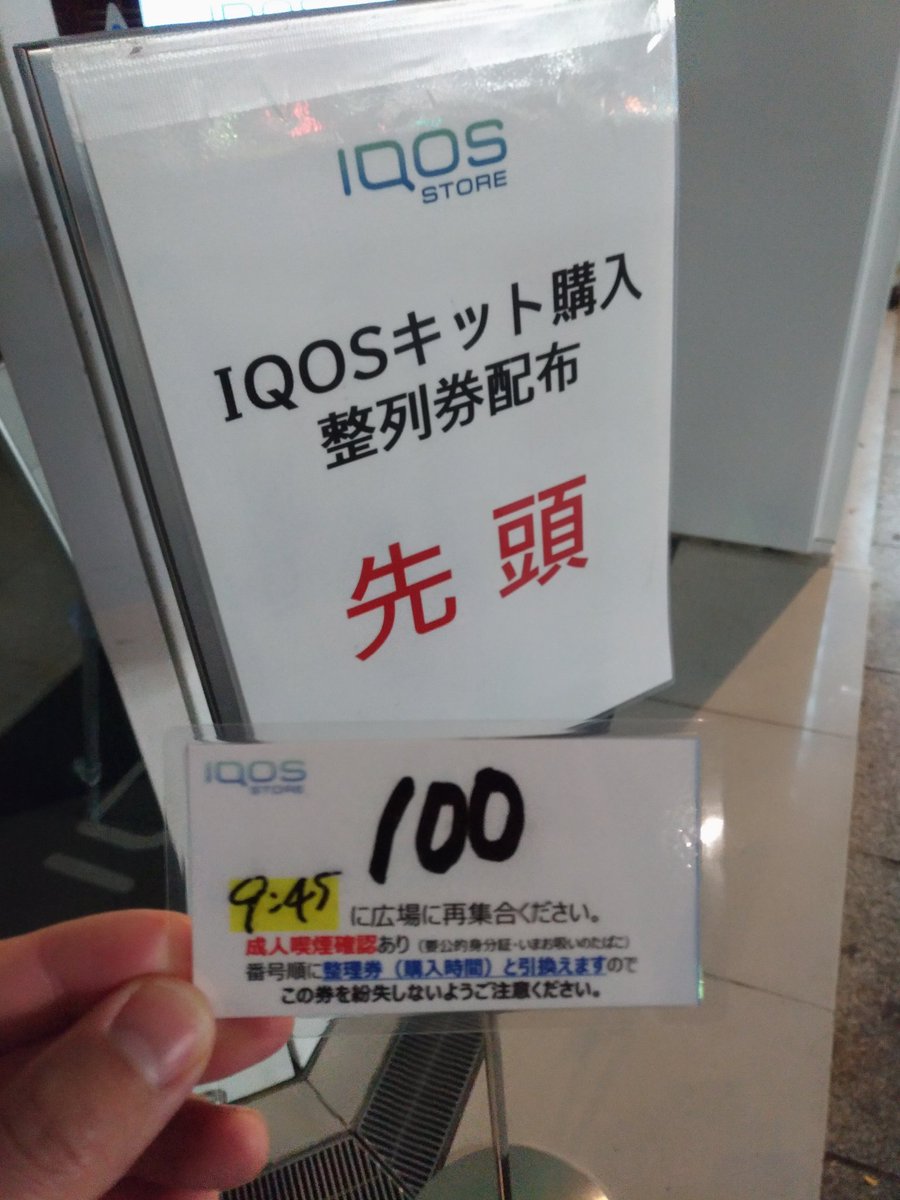 IQOS
STORE
IQOSキット購入
整列券配布
先頭
IQOS
STORE
100
9:45に広場に再集合ください。
成人喫煙確認あり（要公的身分証・いまお吸いのたばこ）
番号順に整理券（購入時間）と引換えますので
この券を紛失しないようご注意ください。